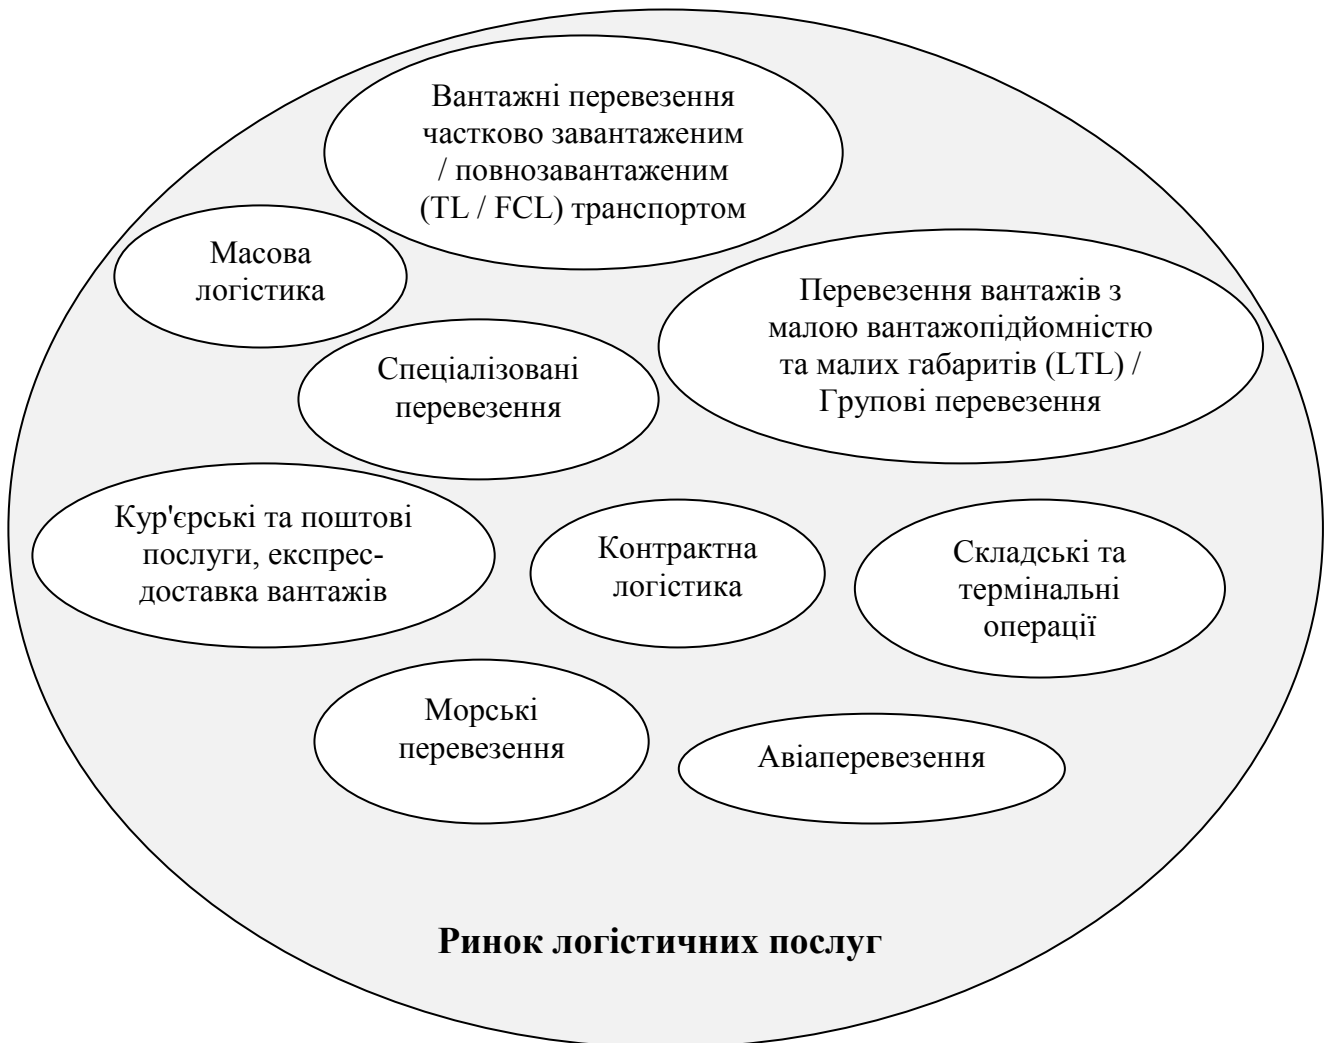 Вантажні перевезення
частково завантаженим
/ повнозавантаженим
(TL / FCL) транспортом
Масова
логістика
Перевезення вантажів з
малою вантажопідйомністю
та малих габаритів (LTL) /
Групові перевезення
Спеціалізовані
перевезення
Кур'єрські та поштові
послуги, експрес-
доставка вантажів
Контрактна
логістика
Складські та
термінальні
операції
Морські
перевезення
Авіаперевезення
Ринок логістичних послуг